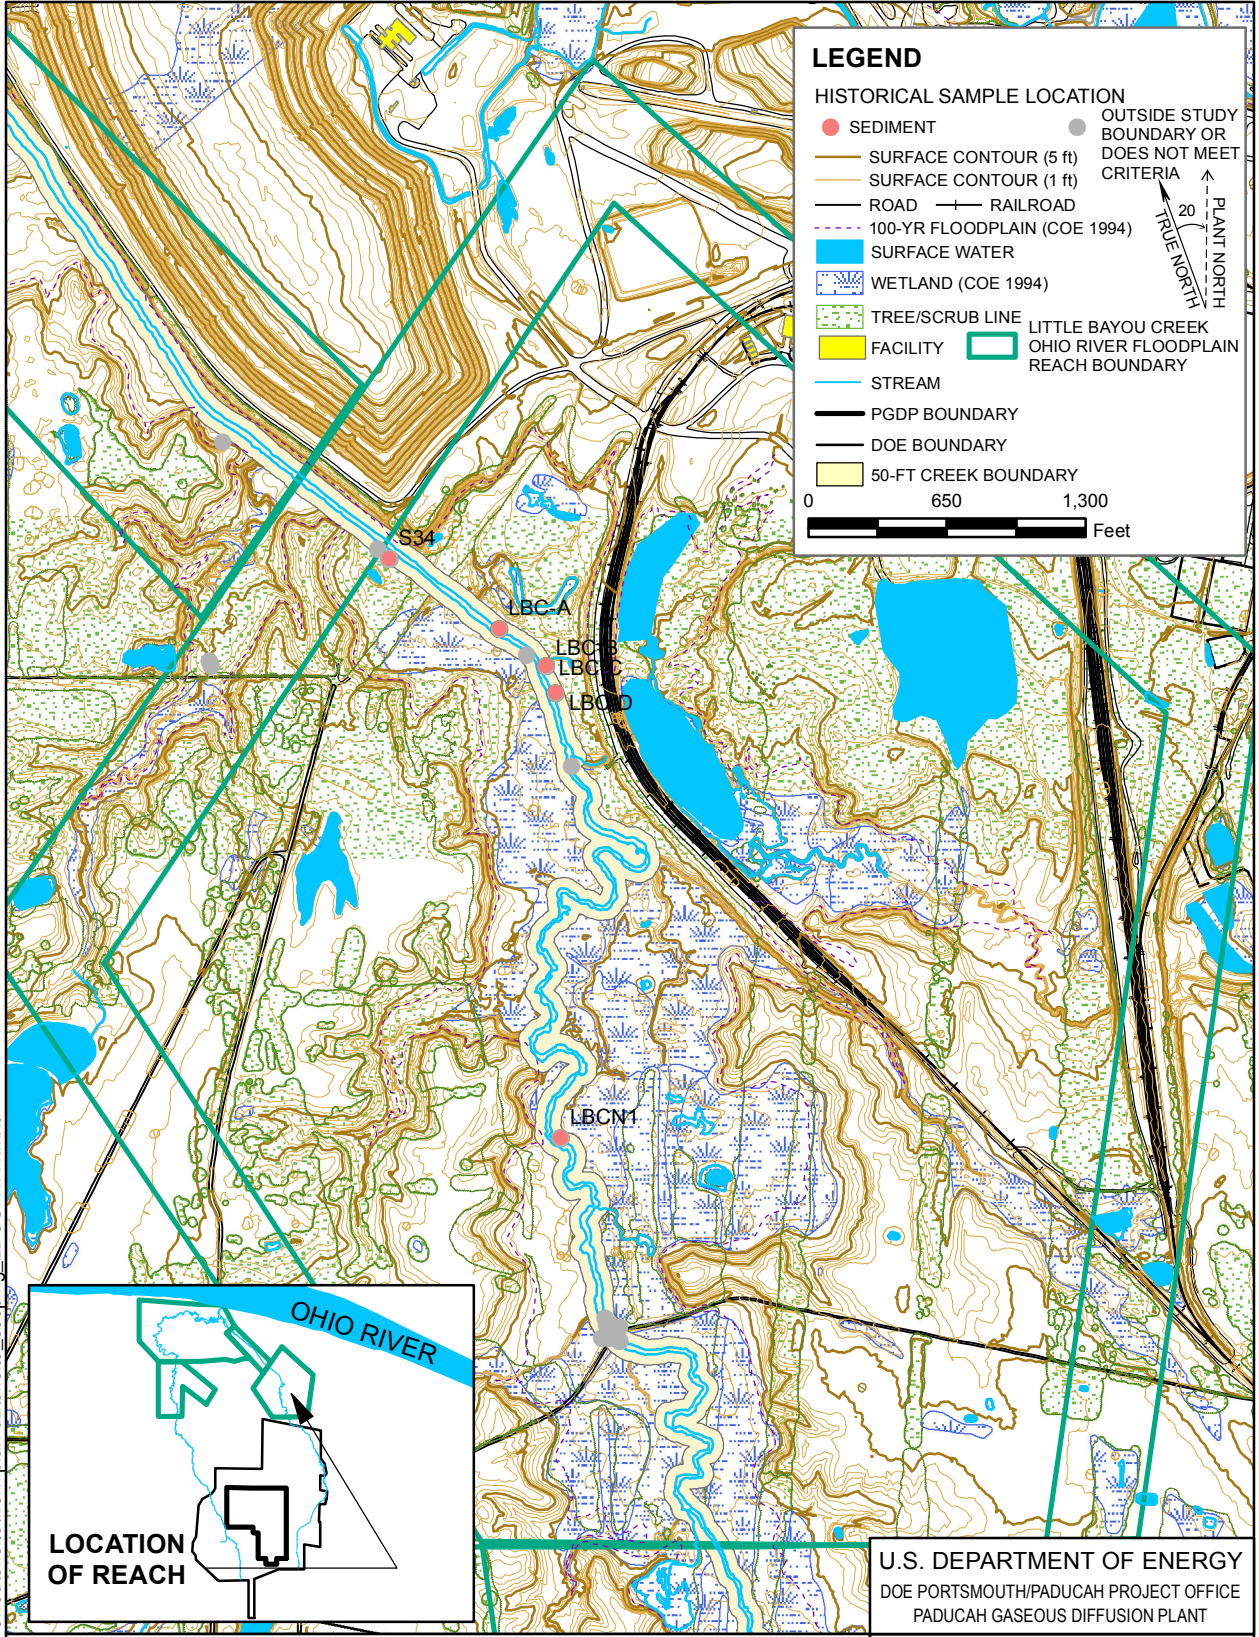 LEGEND
HISTORICAL SAMPLE LOCATION
SEDIMENT
OUTSIDE STUDY
BOUNDARY OR
DOES NOT MEET
CRITERIA
SURFACE CONTOUR (5 ft)
SURFACE CONTOUR (1 ft)
ROAD
RAILROAD
100-YR FLOODPLAIN (COE 1994)
SURFACE WATER
WETLAND (COE 1994)
TREE/SCRUB LINE
FACILITY
LITTLE BAYOU CREEK
OHIO RIVER FLOODPLAIN
REACH BOUNDARY
STREAM
PGDP BOUNDARY
DOE BOUNDARY
50-FT CREEK BOUNDARY
20
TRUE NORTH
PLANT NORTH
0 650 1,300
Feet
S34
LBC-A
LBC-B
LBC-C
LBC-D
LBCN1
OHIO RIVER
LOCATION
OF REACH
U.S. DEPARTMENT OF ENERGY
DOE PORTSMOUTH/PADUCAH PROJECT OFFICE
PADUCAH GASEOUS DIFFUSION PLANT